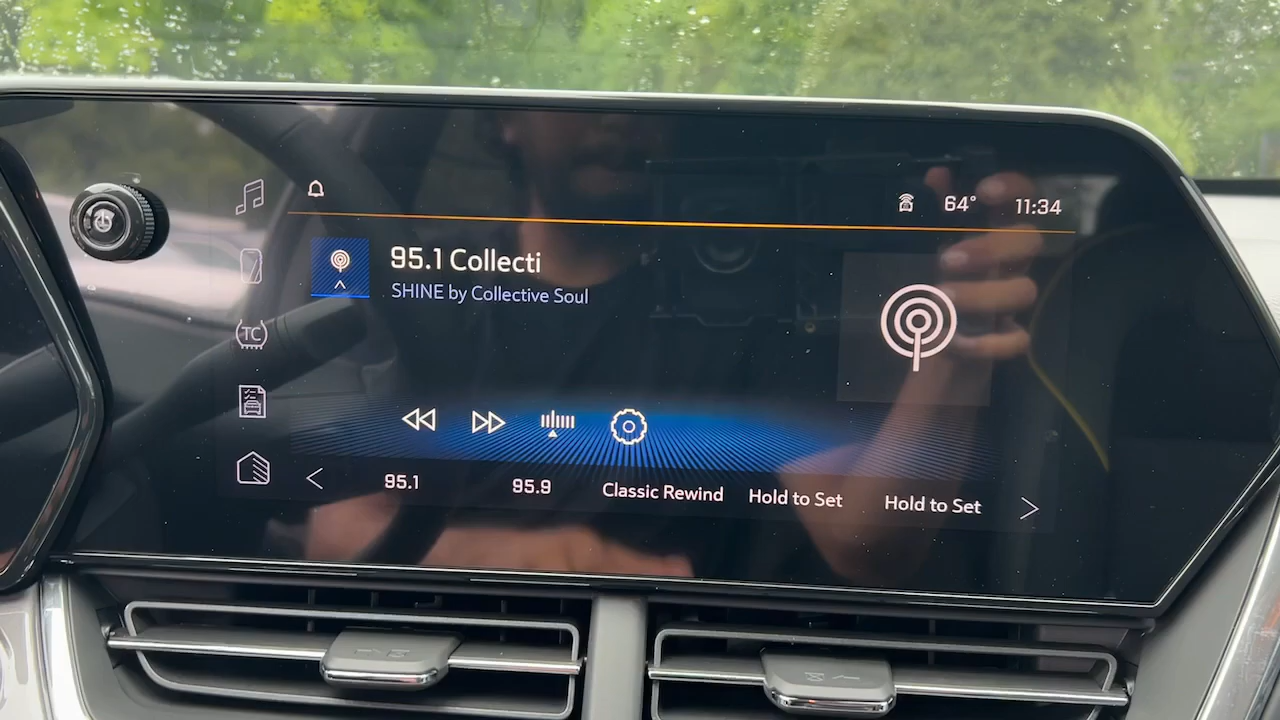 64° 11:34
95.1 Collecti
SHINE by Collective Soul
TC
95.1 95.9 Classic Rewind Hold to Set Hold to Set